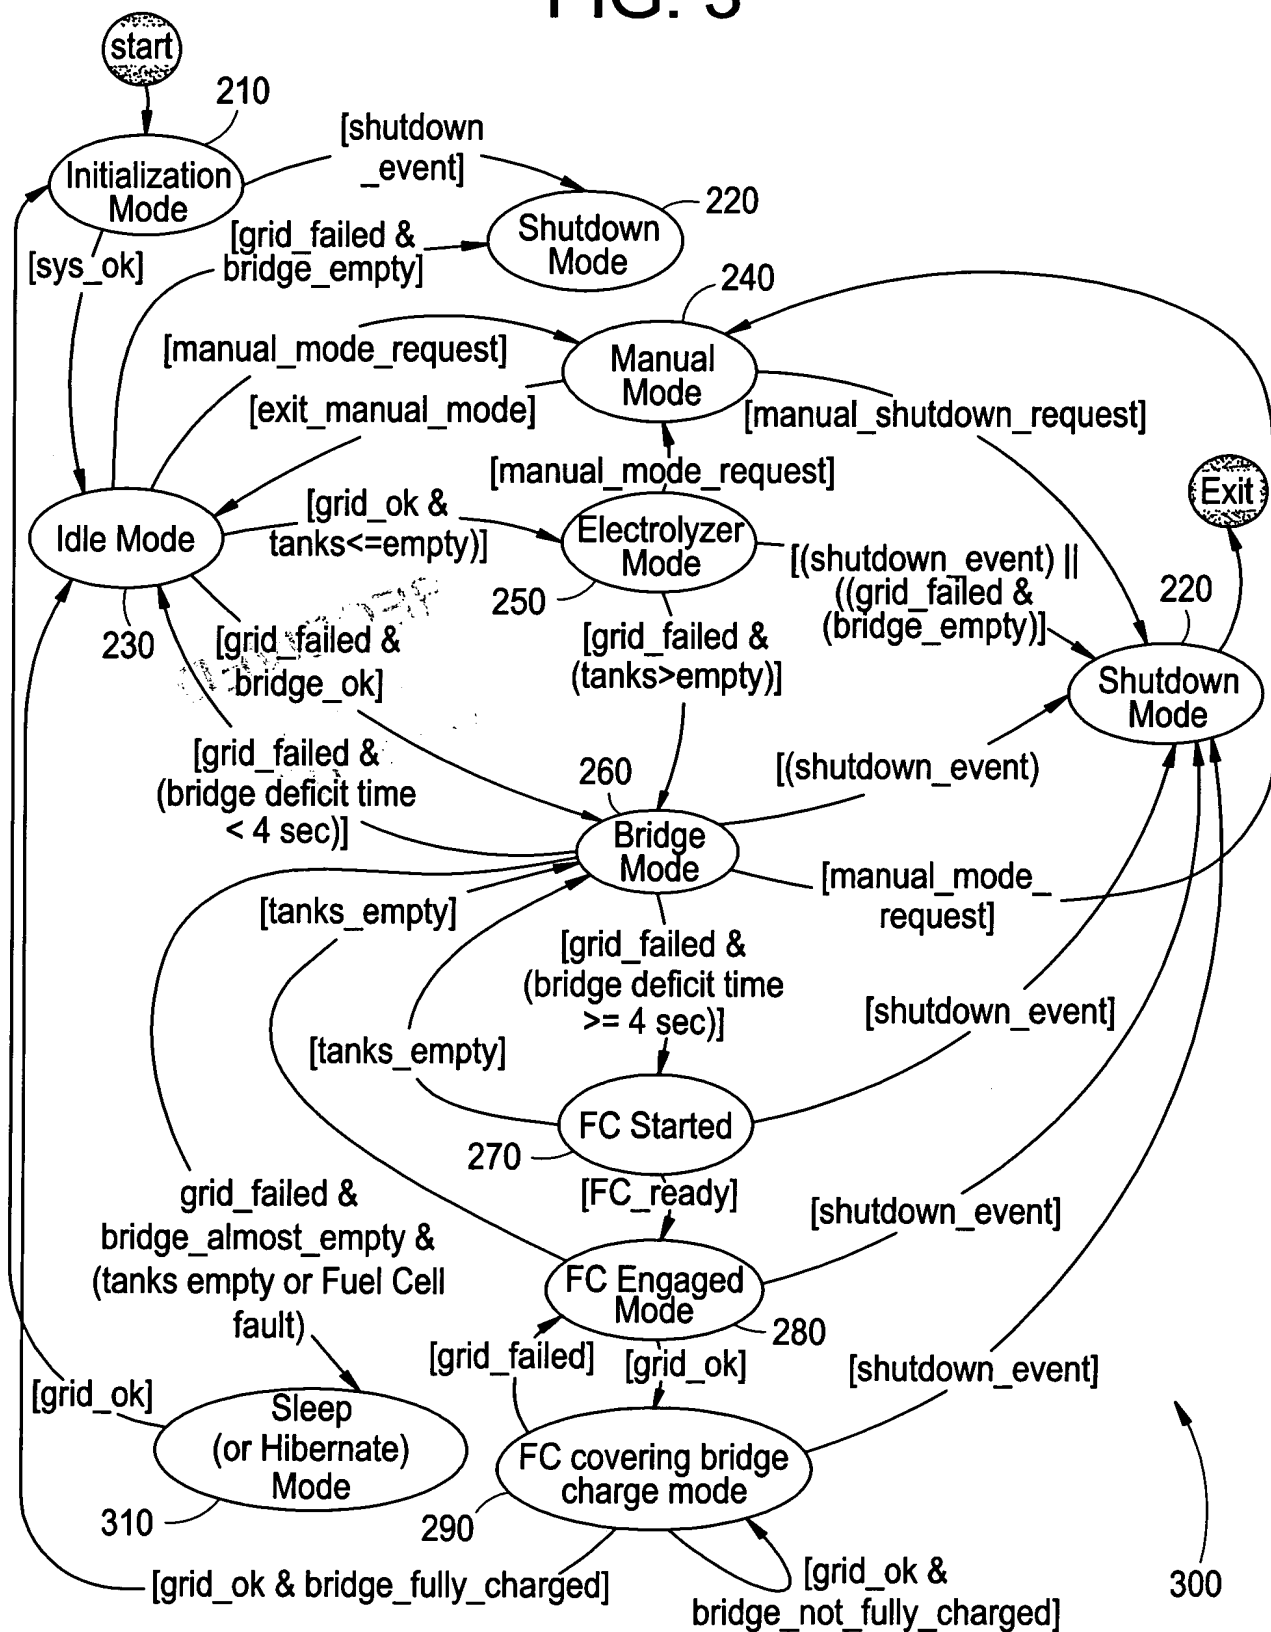 FIG. 3
start
210
[shutdown
_event]
Initialization
Mode
220
Shutdown
Mode
[grid_failed &
bridge_empty]
[sys_ok]
240
[manual_mode_request]
Manual
Mode
[exit_manual_mode]
[manual_shutdown_request]
[manual_mode_request]
Exit
[grid_ok &
tanks<=empty)]
Idle Mode
Electrolyzer
Mode
[(shutdown_event) ||
((grid_failed &
(bridge_empty)]
250
220
230
[grid_failed &
bridge_ok]
[grid_failed &
(tanks>empty)]
Shutdown
Mode
[grid_failed &
(bridge deficit time
< 4 sec)]
260
[(shutdown_event)
Bridge
Mode
[manual_mode_
request]
[tanks_empty]
[grid_failed &
(bridge deficit time
>= 4 sec)]
[shutdown_event]
[tanks_empty]
FC Started
270
[FC_ready]
grid_failed &
bridge_almost_empty &
(tanks empty or Fuel Cell
fault)
[shutdown_event]
FC Engaged
Mode
280
[grid_failed]
[grid_ok]
[shutdown_event]
[grid_ok]
Sleep
(or Hibernate)
Mode
310
FC covering bridge
charge mode
290
[grid_ok & bridge_fully_charged]
[grid_ok &
bridge_not_fully_charged]
300